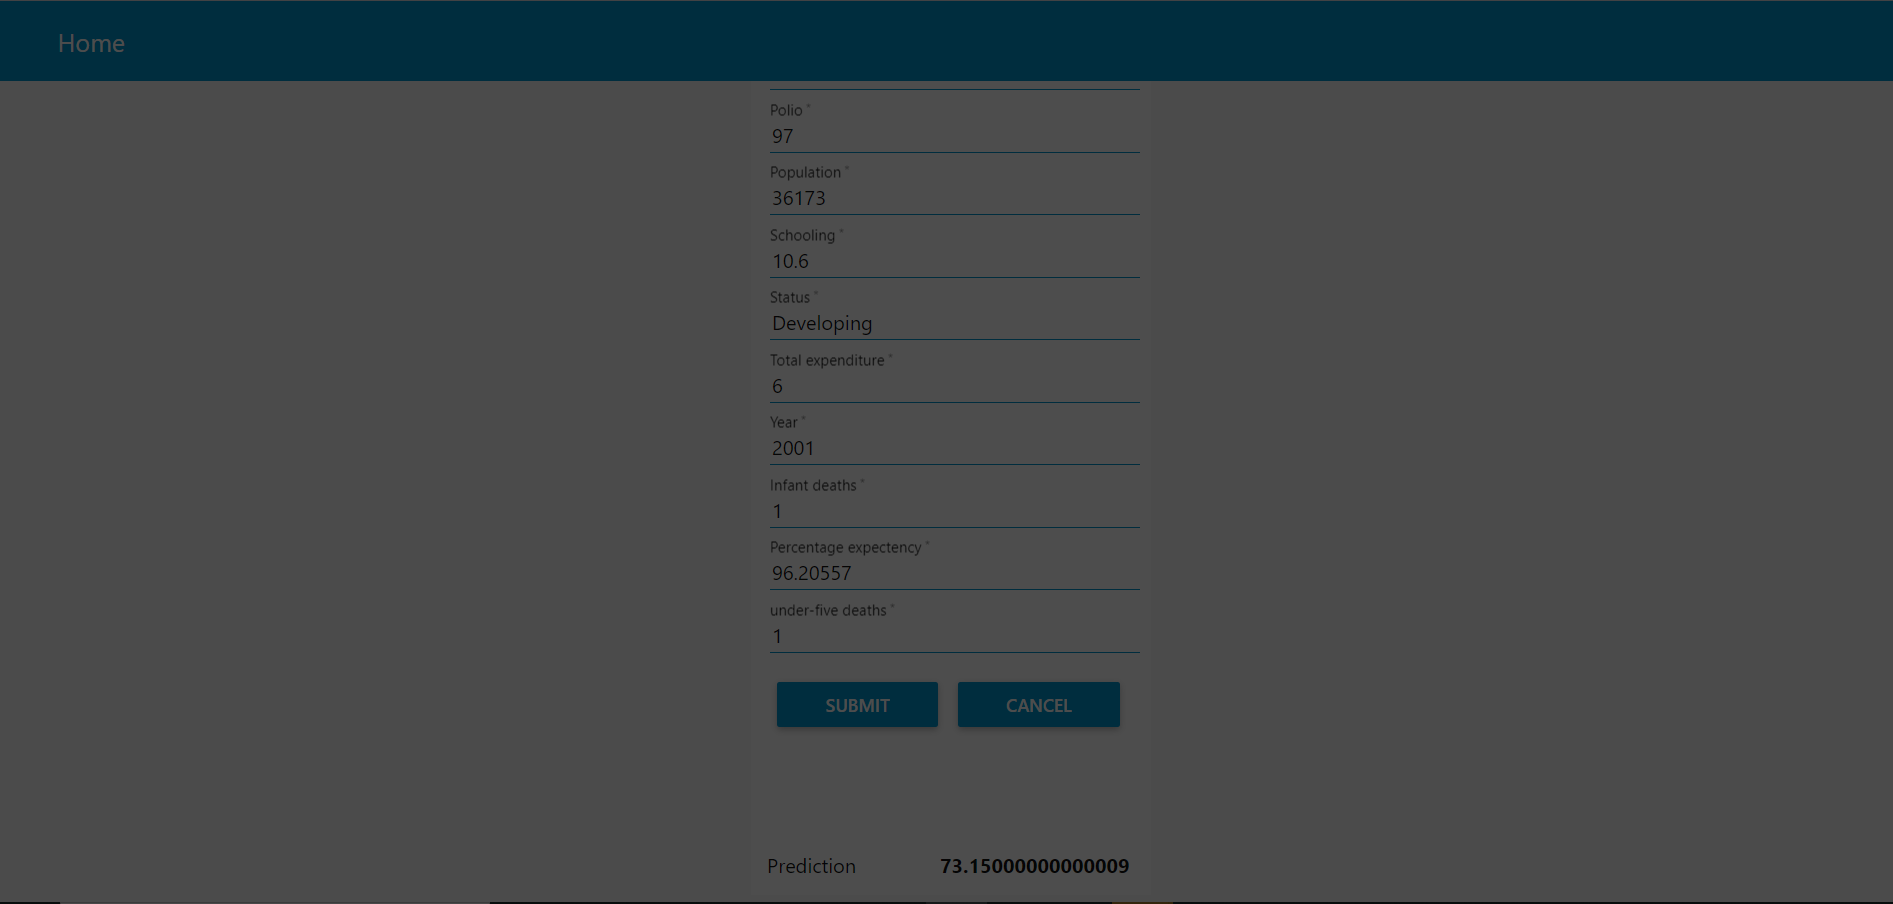 Home
Polio *
97
Population *
36173
Schooling *
10.6
Status *
Developing
Total expenditure *
6
Year *
2001
Infant deaths *
1
Percentage expectency *
96.20557
under-five deaths *
1
SUBMIT CANCEL
Prediction 73.15000000000009